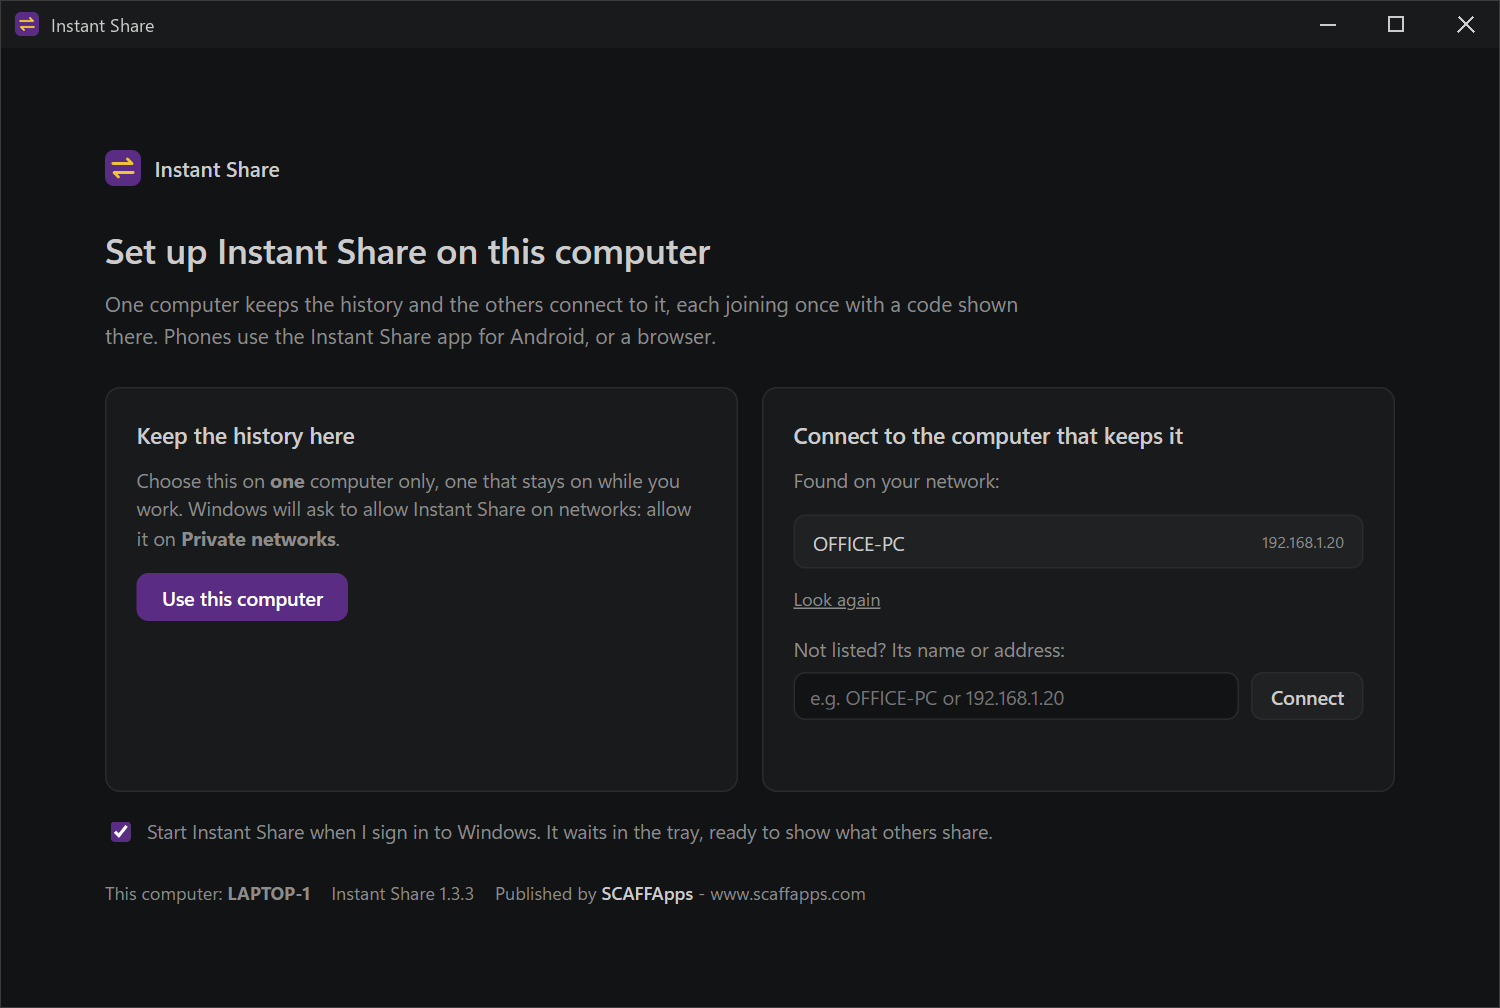 Instant Share
Instant Share
Set up Instant Share on this computer
One computer keeps the history and the others connect to it, each joining once with a code shown
there. Phones use the Instant Share app for Android, or a browser.
Keep the history here
Choose this on one computer only, one that stays on while you
work. Windows will ask to allow Instant Share on networks: allow
it on Private networks.
Use this computer
Connect to the computer that keeps it
Found on your network:
OFFICE-PC 192.168.1.20
Look again
Not listed? Its name or address:
e.g. OFFICE-PC or 192.168.1.20
Connect
Start Instant Share when I sign in to Windows. It waits in the tray, ready to show what others share.
This computer: LAPTOP-1 Instant Share 1.3.3 Published by SCAFFApps - www.scaffapps.com